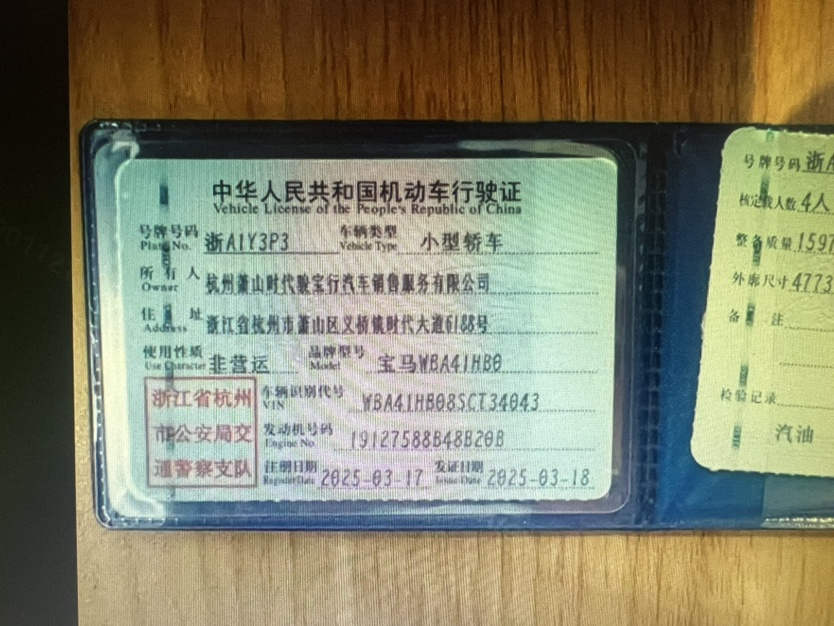 中华人民共和国机动车行驶证
Vehicle License of the People's Republic of China
号牌号码 浙A1Y3P3 车辆类型 小型轿车
Plate No. Vehicle Type
所有人 杭州萧山时代骏宝行汽车销售服务有限公司
Owner
住址 浙江省杭州市萧山区义桥镇时代大道6188号
Address
使用性质 非营运 品牌型号 宝马WBA41HB0
Use Character Model
浙江省杭州
市公安局交
通警察支队
车辆识别代号 WBA41HB08SCT34043
VIN
发动机号码 19127588B48B20B
Engine No.
注册日期 2025-03-17 发证日期 2025-03-18
Register Date Issue Date
号牌号码 浙A
核定载人数 4人
整备质量 1597
外廓尺寸 4773
备注
检验记录
汽油